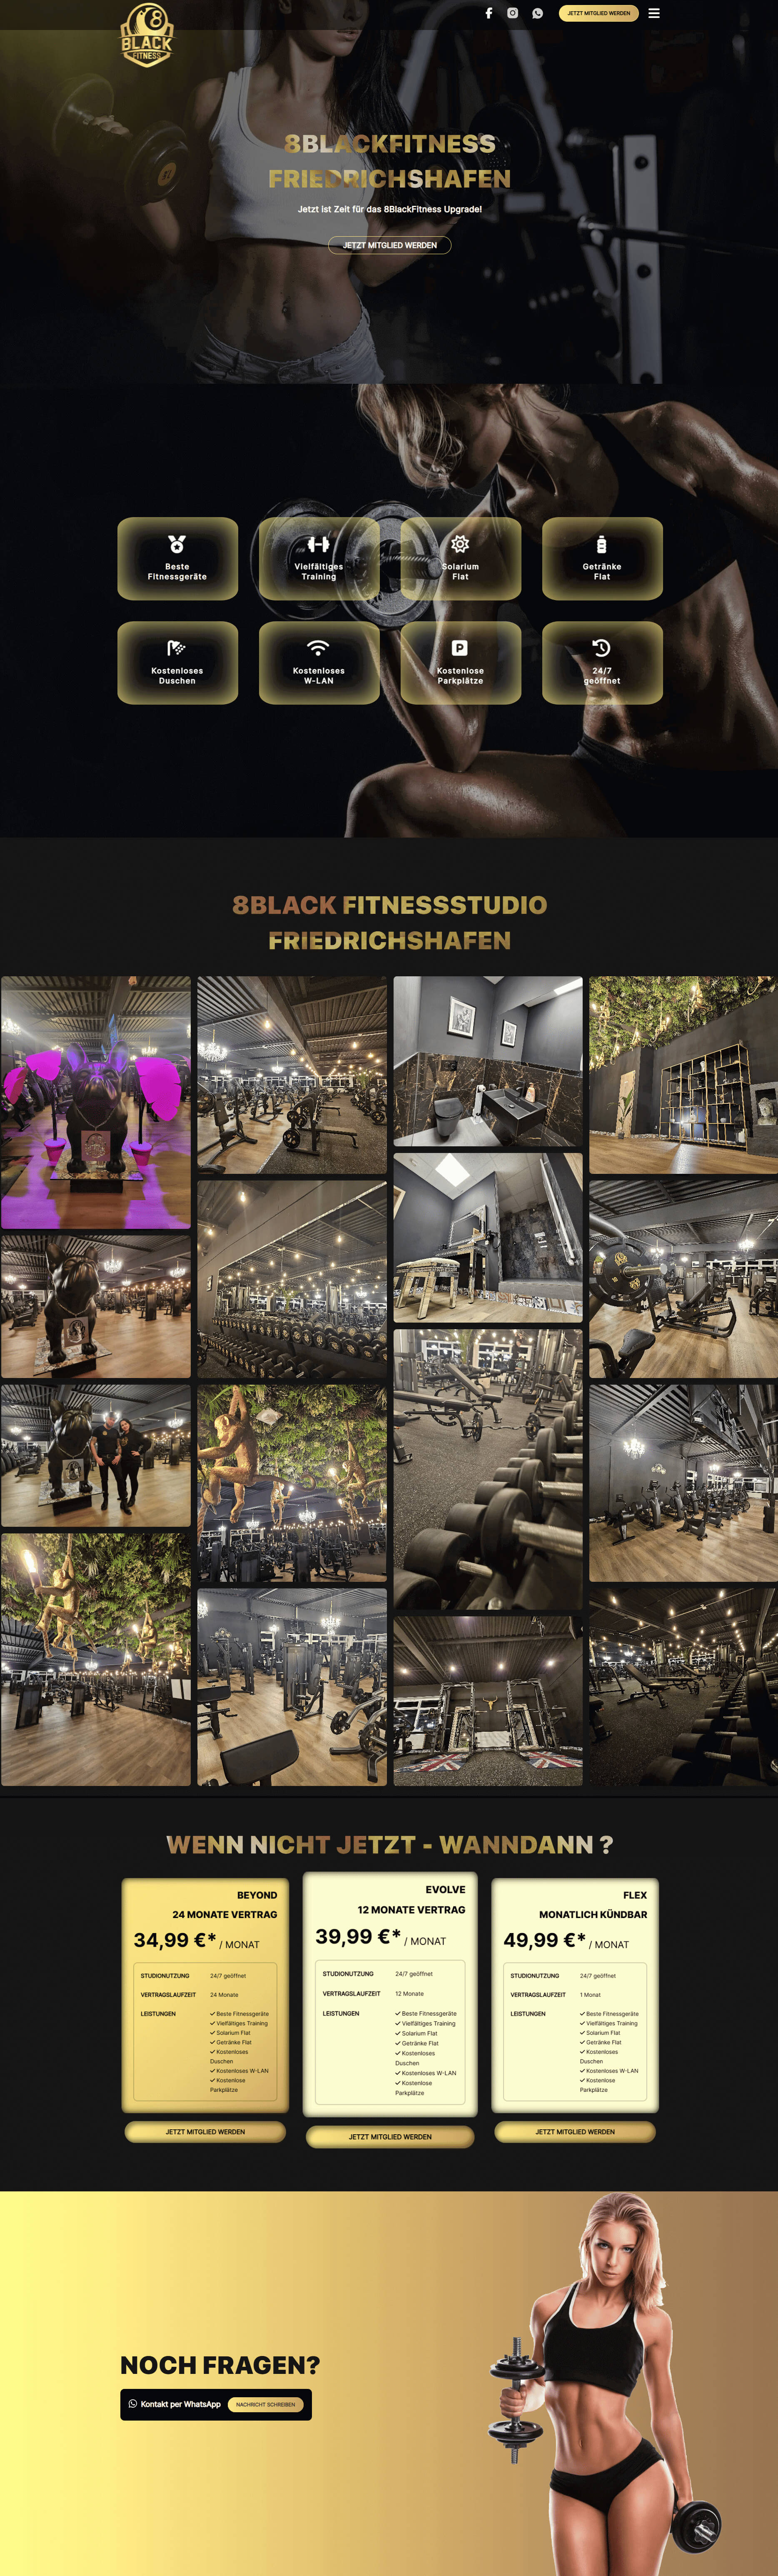 8
BLACK
FITNESS
JETZT MITGLIED WERDEN
8BLACKFITNESS
FRIEDRICHSHAFEN
Jetzt ist Zeit für das 8BlackFitness Upgrade!
JETZT MITGLIED WERDEN
Beste
Fitnessgeräte
Vielfältiges
Training
Solarium
Flat
Getränke
Flat
Kostenloses
Duschen
Kostenloses
W-LAN
P
Kostenlose
Parkplätze
24/7
geöffnet
8BLACK FITNESSSTUDIO
FRIEDRICHSHAFEN
WENN NICHT JETZT - WANNDANN ?
BEYOND
24 MONATE VERTRAG
34,99 €* / MONAT
STUDIONUTZUNG 24/7 geöffnet
VERTRAGSLAUFZEIT 24 Monate
LEISTUNGEN ✓ Beste Fitnessgeräte
✓ Vielfältiges Training
✓ Solarium Flat
✓ Getränke Flat
✓ Kostenloses
Duschen
✓ Kostenloses W-LAN
✓ Kostenlose
Parkplätze
JETZT MITGLIED WERDEN
EVOLVE
12 MONATE VERTRAG
39,99 €* / MONAT
STUDIONUTZUNG 24/7 geöffnet
VERTRAGSLAUFZEIT 12 Monate
LEISTUNGEN ✓ Beste Fitnessgeräte
✓ Vielfältiges Training
✓ Solarium Flat
✓ Getränke Flat
✓ Kostenloses
Duschen
✓ Kostenloses W-LAN
✓ Kostenlose
Parkplätze
JETZT MITGLIED WERDEN
FLEX
MONATLICH KÜNDBAR
49,99 €* / MONAT
STUDIONUTZUNG 24/7 geöffnet
VERTRAGSLAUFZEIT 1 Monat
LEISTUNGEN ✓ Beste Fitnessgeräte
✓ Vielfältiges Training
✓ Solarium Flat
✓ Getränke Flat
✓ Kostenloses
Duschen
✓ Kostenloses W-LAN
✓ Kostenlose
Parkplätze
JETZT MITGLIED WERDEN
NOCH FRAGEN?
Kontakt per WhatsApp NACHRICHT SCHREIBEN